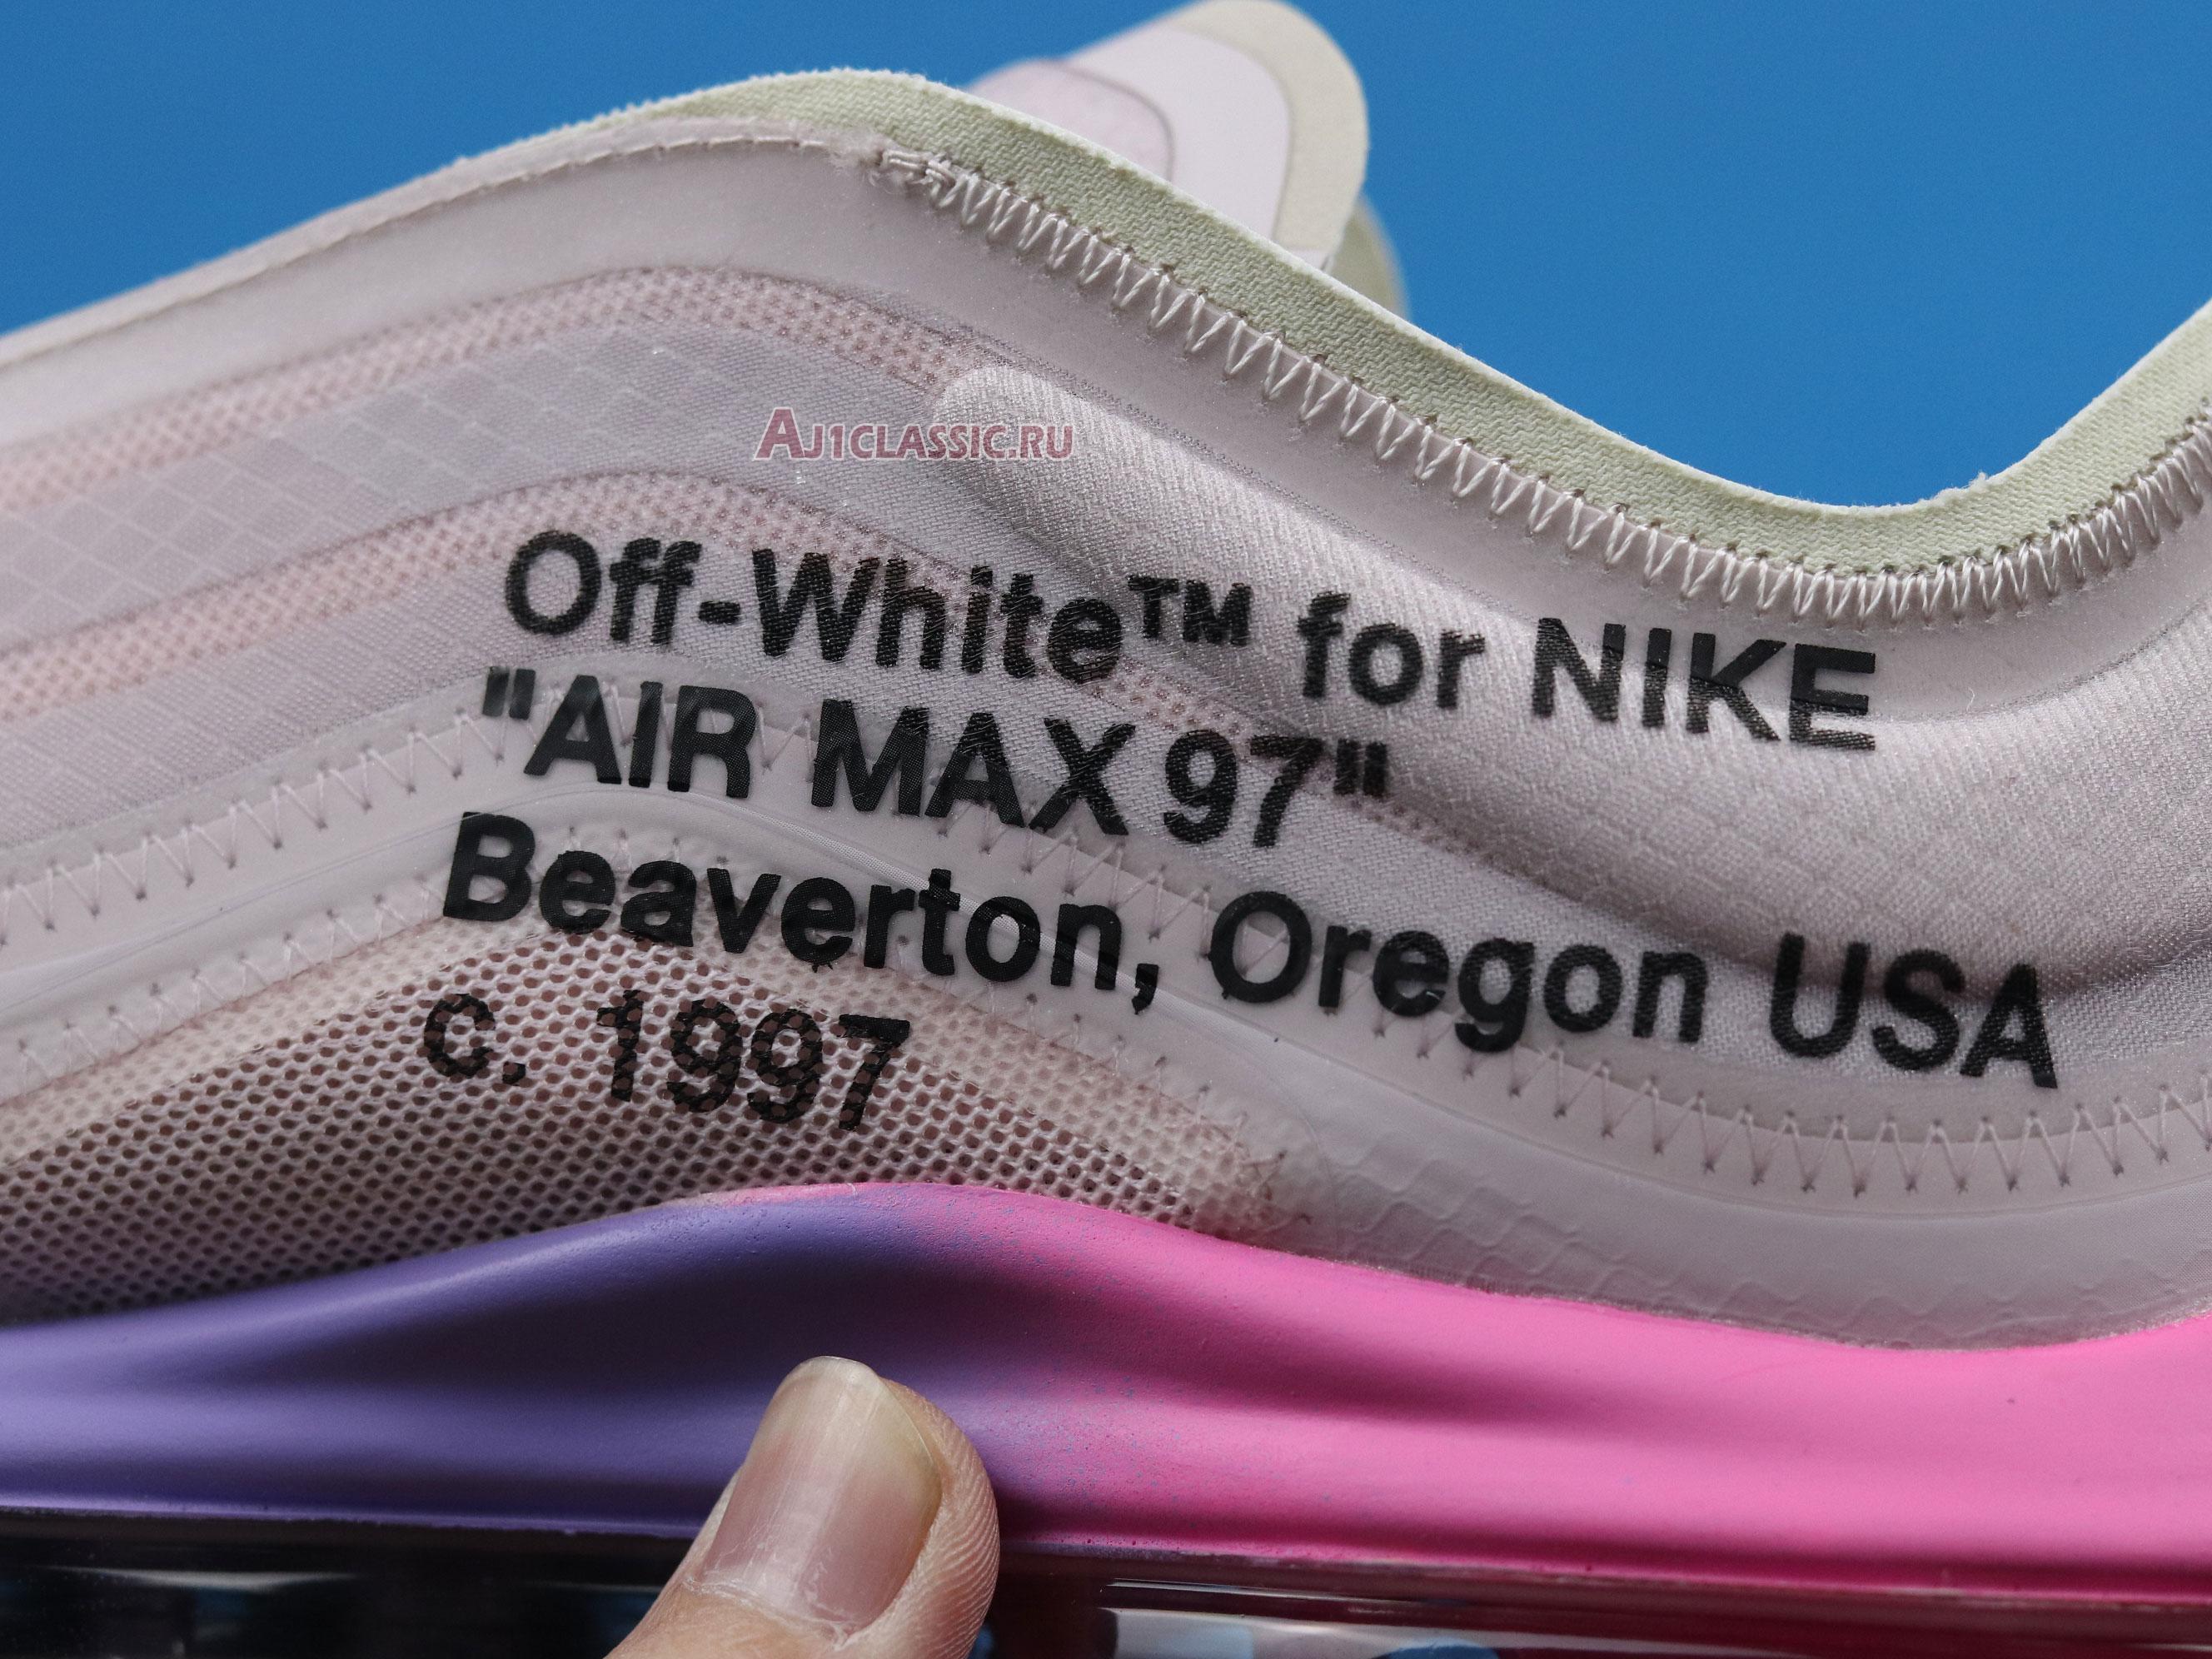 AJ1CLASSIC.RU
Off-White™ for NIKE
"AIR MAX 97"
Beaverton, Oregon USA
c. 1997